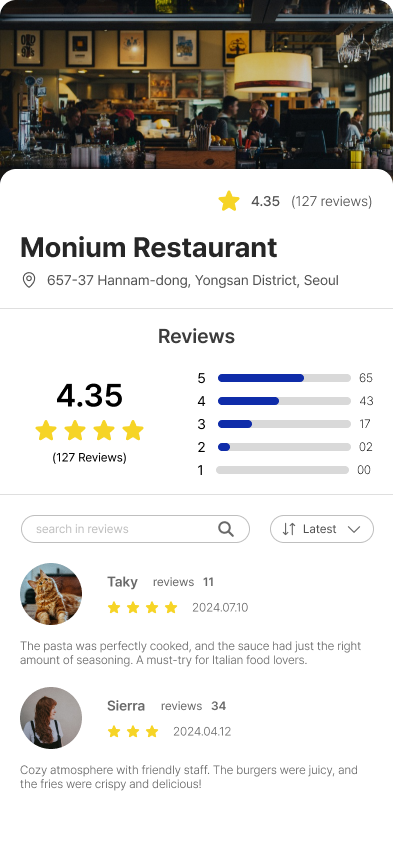 4.35 (127 reviews)
Monium Restaurant
657-37 Hannam-dong, Yongsan District, Seoul
Reviews
4.35
(127 Reviews)
5 65
4 43
3 17
2 02
1 00
search in reviews
Latest
Taky reviews 11
2024.07.10
The pasta was perfectly cooked, and the sauce had just the right
amount of seasoning. A must-try for Italian food lovers.
Sierra reviews 34
2024.04.12
Cozy atmosphere with friendly staff. The burgers were juicy, and
the fries were crispy and delicious!